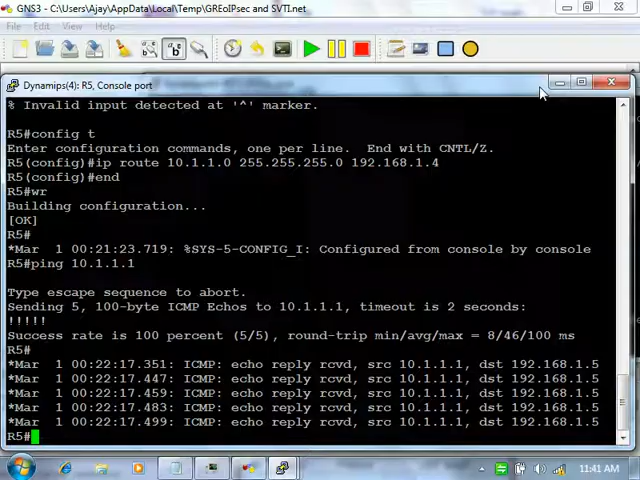 GNS3 - C:\Users\Ajay\AppData\Local\Temp\GREoIPsec and SVTI.net
File Edit View
Dynamips(4): R5, Console port
% Invalid input detected at '^' marker.
R5#config t
Enter configuration commands, one per line.  End with CNTL/Z.
R5(config)#ip route 10.1.1.0 255.255.255.0 192.168.1.4
R5(config)#end
R5#wr
Building configuration...
[OK]
R5#
*Mar  1 00:21:23.719: %SYS-5-CONFIG_I: Configured from console by console
R5#ping 10.1.1.1
Type escape sequence to abort.
Sending 5, 100-byte ICMP Echos to 10.1.1.1, timeout is 2 seconds:
!!!!!
Success rate is 100 percent (5/5), round-trip min/avg/max = 8/46/100 ms
R5#
*Mar  1 00:22:17.351: ICMP: echo reply rcvd, src 10.1.1.1, dst 192.168.1.5
*Mar  1 00:22:17.447: ICMP: echo reply rcvd, src 10.1.1.1, dst 192.168.1.5
*Mar  1 00:22:17.459: ICMP: echo reply rcvd, src 10.1.1.1, dst 192.168.1.5
*Mar  1 00:22:17.483: ICMP: echo reply rcvd, src 10.1.1.1, dst 192.168.1.5
*Mar  1 00:22:17.499: ICMP: echo reply rcvd, src 10.1.1.1, dst 192.168.1.5
R5#
11:41 AM